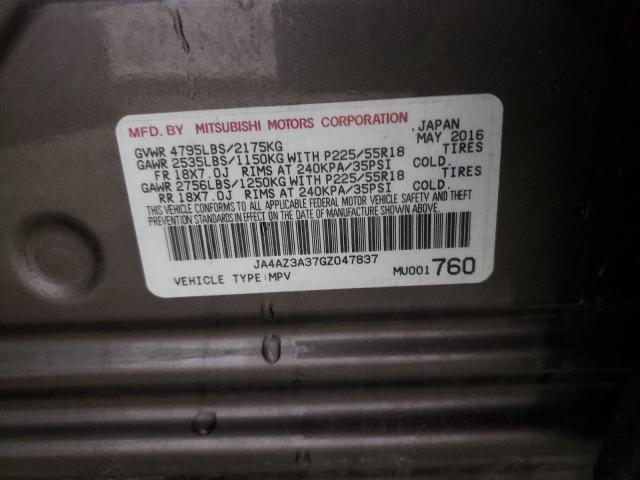 MFD. BY MITSUBISHI MOTORS CORPORATION JAPAN
GVWR 4795LBS/2175KG MAY 2016
GAWR 2535LBS/1150KG WITH P225/55R18 TIRES
FR 18X7.0J RIMS AT 240KPA/35PSI COLD.
GAWR 2756LBS/1250KG WITH P225/55R18 TIRES
RR 18X7.0J RIMS AT 240KPA/35PSI COLD.
THIS VEHICLE CONFORMS TO ALL APPLICABLE FEDERAL MOTOR VEHICLE SAFETY AND THEFT
PREVENTION STANDARDS IN EFFECT ON THE DATE OF MANUFACTURE SHOWN ABOVE.
JA4AZ3A37GZ047837
VEHICLE TYPE:MPV MU001 760